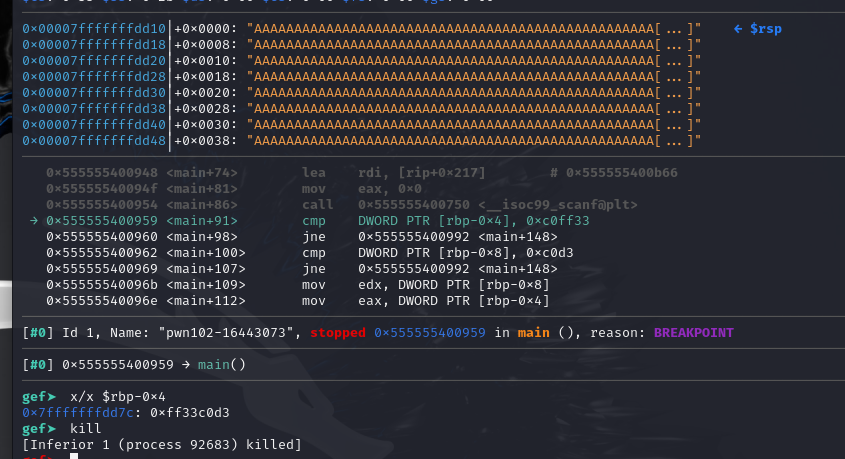 0×00007fffffffdd10│+0×0000: "AAAAAAAAAAAAAAAAAAAAAAAAAAAAAAAAAAAAAAAAAAAAAAAAAA[...]" ← $rsp
0×00007fffffffdd18│+0×0008: "AAAAAAAAAAAAAAAAAAAAAAAAAAAAAAAAAAAAAAAAAAAAAAAAAA[...]"
0×00007fffffffdd20│+0×0010: "AAAAAAAAAAAAAAAAAAAAAAAAAAAAAAAAAAAAAAAAAAAAAAAAAA[...]"
0×00007fffffffdd28│+0×0018: "AAAAAAAAAAAAAAAAAAAAAAAAAAAAAAAAAAAAAAAAAAAAAAAAAA[...]"
0×00007fffffffdd30│+0×0020: "AAAAAAAAAAAAAAAAAAAAAAAAAAAAAAAAAAAAAAAAAAAAAAAAAA[...]"
0×00007fffffffdd38│+0×0028: "AAAAAAAAAAAAAAAAAAAAAAAAAAAAAAAAAAAAAAAAAAAAAAAAAA[...]"
0×00007fffffffdd40│+0×0030: "AAAAAAAAAAAAAAAAAAAAAAAAAAAAAAAAAAAAAAAAAAAAAAAAAA[...]"
0×00007fffffffdd48│+0×0038: "AAAAAAAAAAAAAAAAAAAAAAAAAAAAAAAAAAAAAAAAAAAAAAAAAA[...]"
0×555555400948 <main+74> lea rdi, [rip+0×217] # 0×555555400b66
0×55555540094f <main+81> mov eax, 0×0
0×555555400954 <main+86> call 0×555555400750 <__isoc99_scanf@plt>
→ 0×555555400959 <main+91> cmp DWORD PTR [rbp-0×4], 0×c0ff33
0×555555400960 <main+98> jne 0×555555400992 <main+148>
0×555555400962 <main+100> cmp DWORD PTR [rbp-0×8], 0×c0d3
0×555555400969 <main+107> jne 0×555555400992 <main+148>
0×55555540096b <main+109> mov edx, DWORD PTR [rbp-0×8]
0×55555540096e <main+112> mov eax, DWORD PTR [rbp-0×4]
[#0] Id 1, Name: "pwn102-16443073", stopped 0×555555400959 in main (), reason: BREAKPOINT
[#0] 0×555555400959 → main()
gef➤ x/x $rbp-0×4
0×7fffffffdd7c: 0×ff33c0d3
gef➤ kill
[Inferior 1 (process 92683) killed]